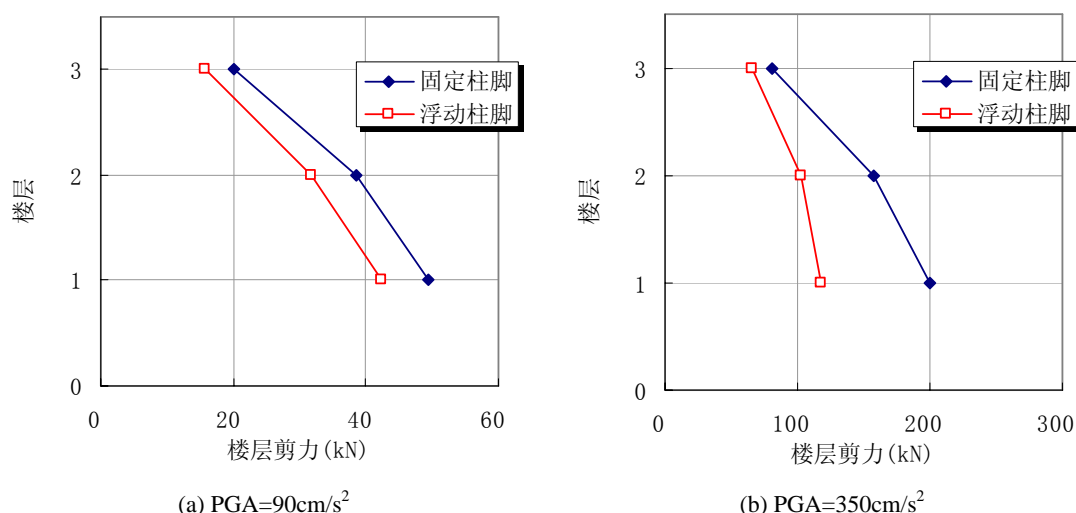 3
2
1
0
楼层
固定柱脚
浮动柱脚
0 20 40 60
楼层剪力(kN)
(a) PGA=90cm/s²
3
2
1
0
楼层
固定柱脚
浮动柱脚
0 100 200 300
楼层剪力(kN)
(b) PGA=350cm/s²